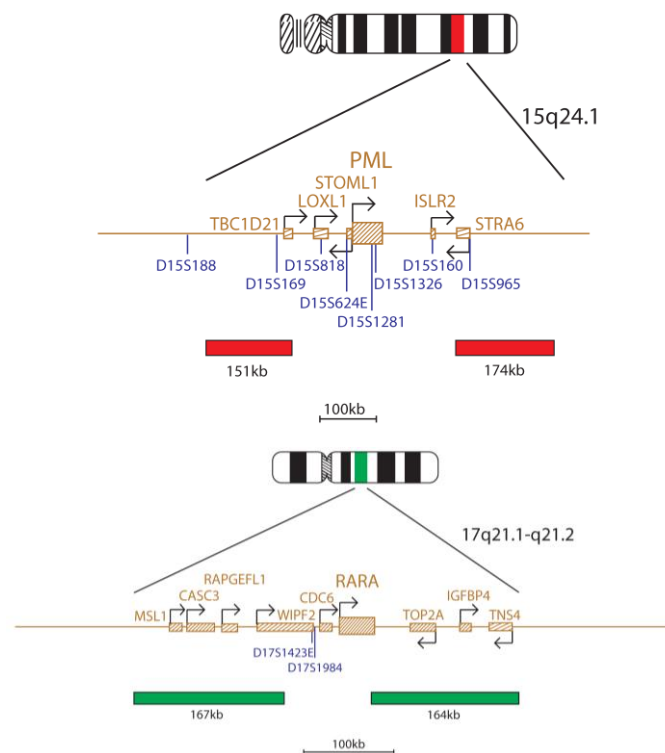 15q24.1
PML
STOML1
LOXL1 ISLR2
TBC1D21 STRA6
D15S188 D15S169 D15S818 D15S1326 D15S160 D15S965
D15S624E
D15S1281
151kb 174kb
100kb
17q21.1-q21.2
RARA
RAPGEFL1
CASC3 CDC6 IGFBP4
MSL1 WIPF2 TOP2A TNS4
D17S1423E
D17S1984
167kb 164kb
100kb